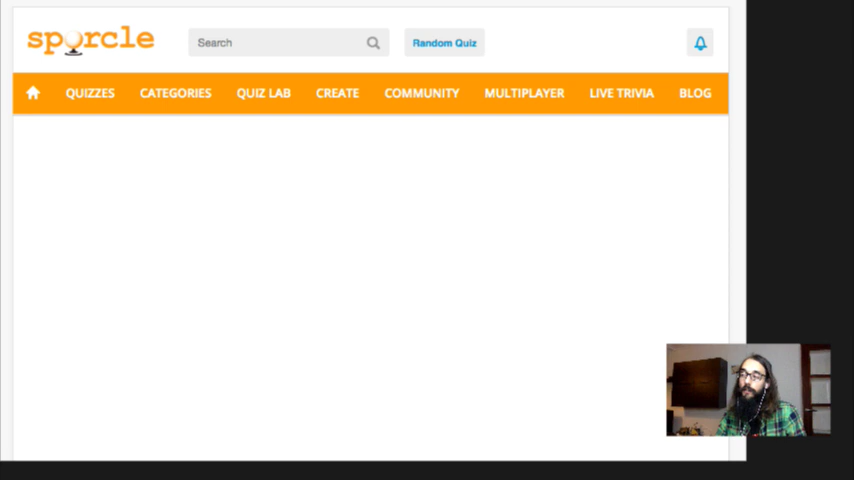 sporcle
Search
Random Quiz
QUIZZES CATEGORIES QUIZ LAB CREATE COMMUNITY MULTIPLAYER LIVE TRIVIA BLOG